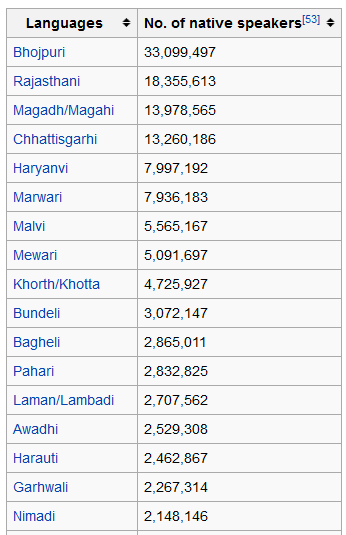 Languages No. of native speakers[53]
Bhojpuri 33,099,497
Rajasthani 18,355,613
Magadh/Magahi 13,978,565
Chhattisgarhi 13,260,186
Haryanvi 7,997,192
Marwari 7,936,183
Malvi 5,565,167
Mewari 5,091,697
Khorth/Khotta 4,725,927
Bundeli 3,072,147
Bagheli 2,865,011
Pahari 2,832,825
Laman/Lambadi 2,707,562
Awadhi 2,529,308
Harauti 2,462,867
Garhwali 2,267,314
Nimadi 2,148,146